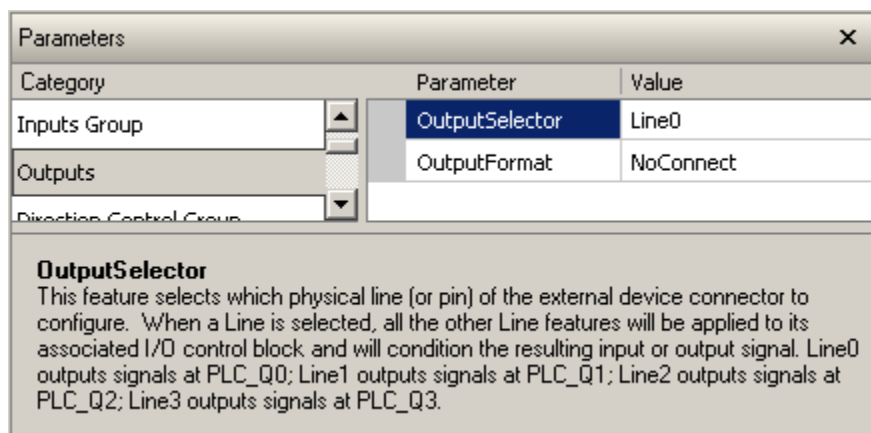 Parameters
Category
Parameter Value
Inputs Group
OutputSelector Line0
Outputs
OutputFormat NoConnect
Direction Control Group
OutputSelector
This feature selects which physical line (or pin) of the external device connector to
configure.  When a Line is selected, all the other Line features will be applied to its
associated I/O control block and will condition the resulting input or output signal. Line0
outputs signals at PLC_Q0; Line1 outputs signals at PLC_Q1; Line2 outputs signals at
PLC_Q2; Line3 outputs signals at PLC_Q3.